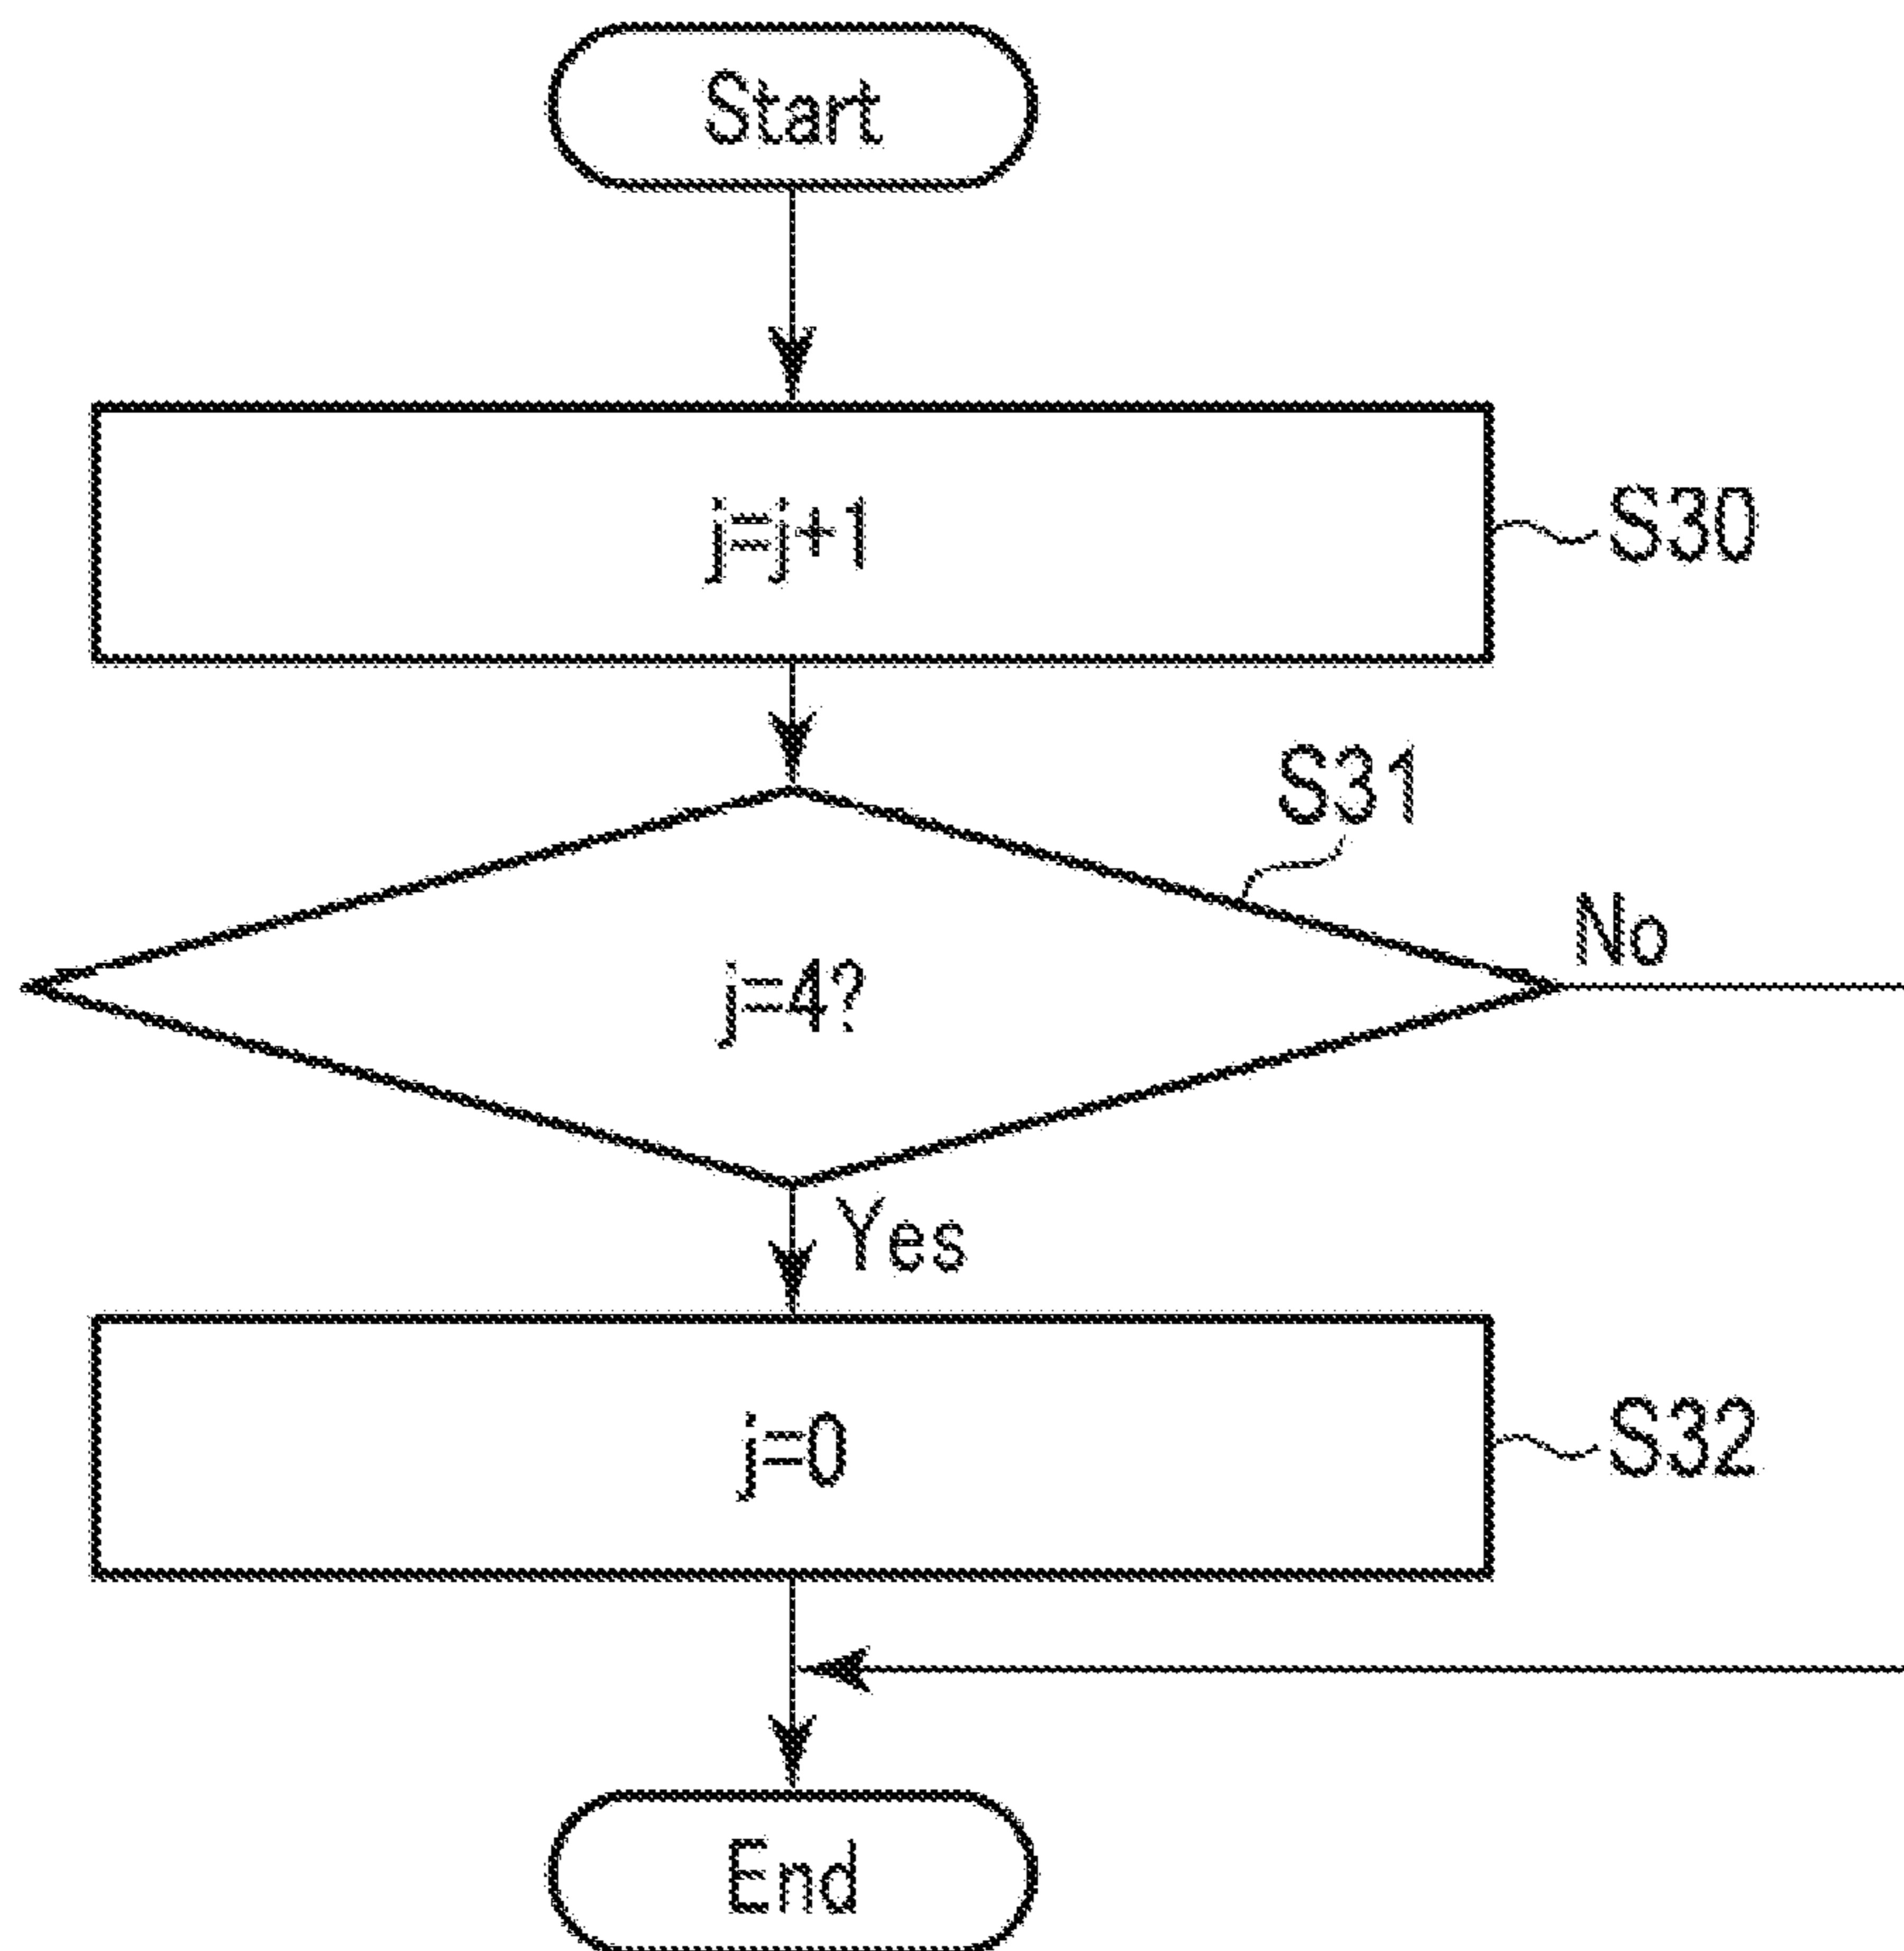 Start
j=j+1
S30
S31
No
j=4?
Yes
j=0
S32
End